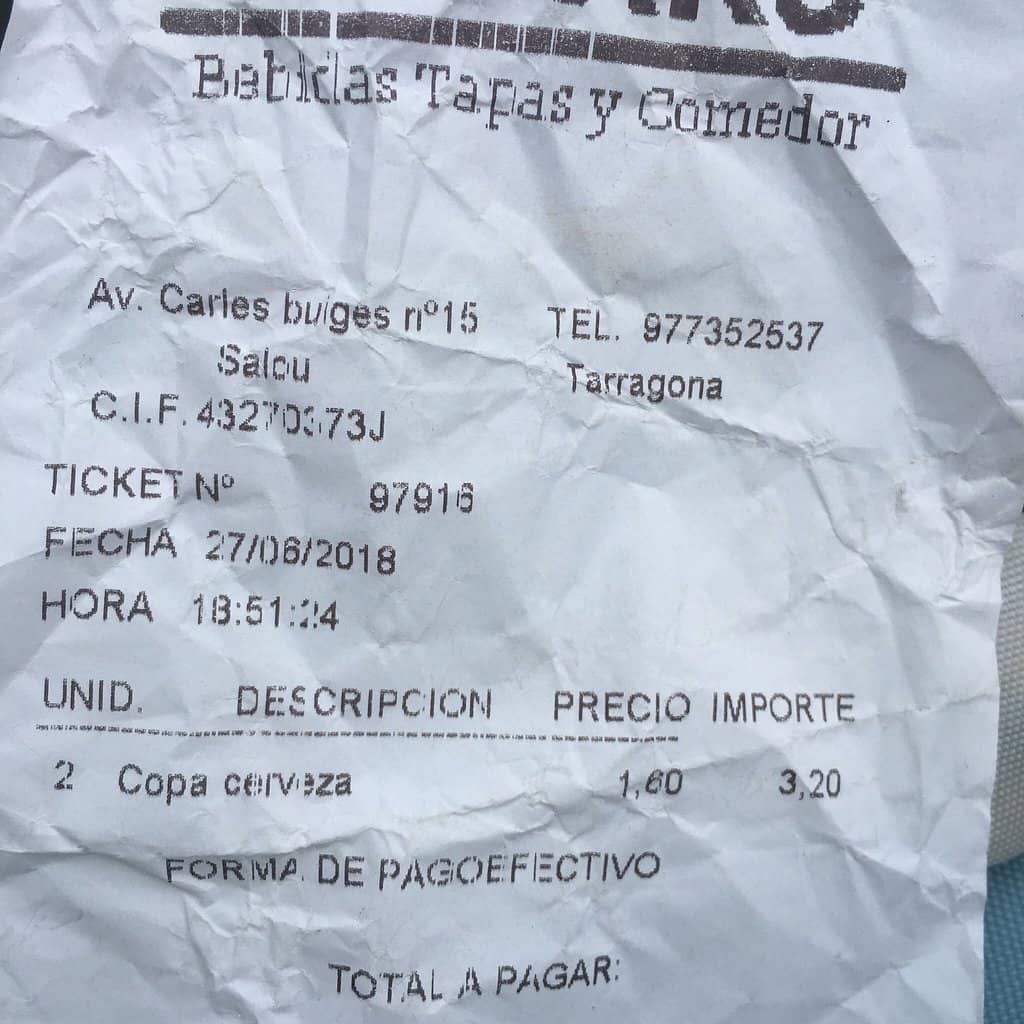 Bebidas Tapas y Comedor
Av. Carles buiges nº15 TEL. 977352537
Salou Tarragona
C.I.F. 43270373J
TICKET Nº 97916
FECHA 27/06/2018
HORA 18:51:24
UNID. DESCRIPCION PRECIO IMPORTE
2 Copa cerveza 1,60 3,20
FORMA DE PAGOEFECTIVO
TOTAL A PAGAR: